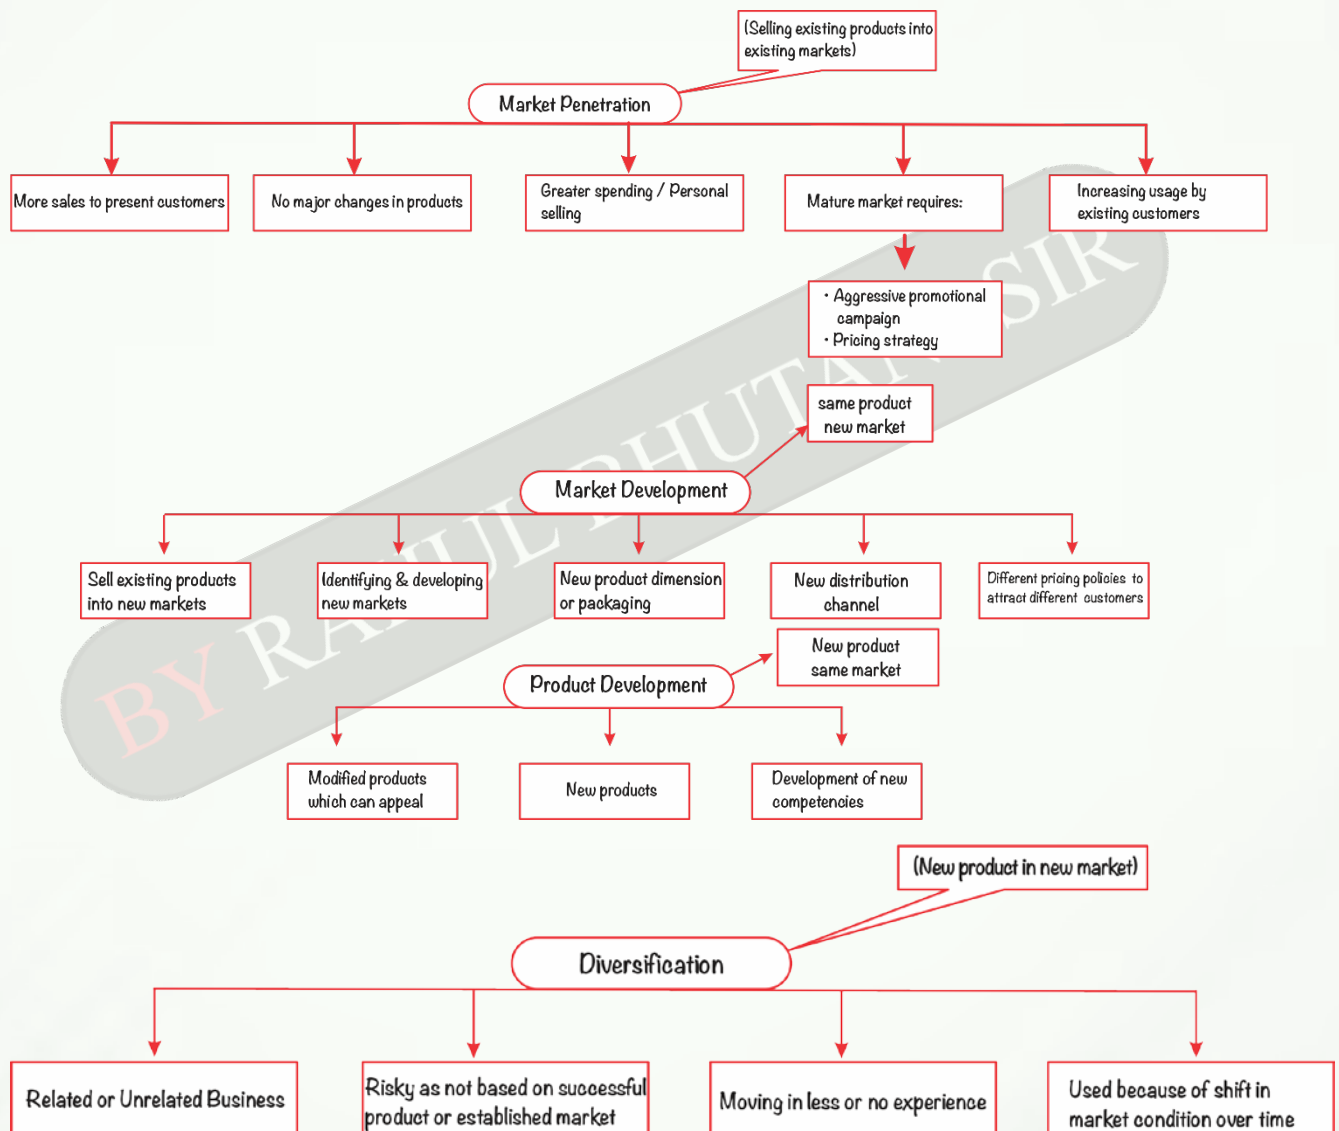 (Selling existing products into
existing markets)
Market Penetration
More sales to present customers
No major changes in products
Greater spending / Personal
selling
Mature market requires:
Increasing usage by
existing customers
• Aggressive promotional
campaign
• Pricing strategy
same product
new market
Market Development
Sell existing products
into new markets
Identifying & developing
new markets
New product dimension
or packaging
New distribution
channel
Different pricing policies to
attract different customers
New product
same market
Product Development
Modified products
which can appeal
New products
Development of new
competencies
(New product in new market)
Diversification
Related or Unrelated Business
Risky as not based on successful
product or established market
Moving in less or no experience
Used because of shift in
market condition over time
BY RAHUL BHUTANI SIR